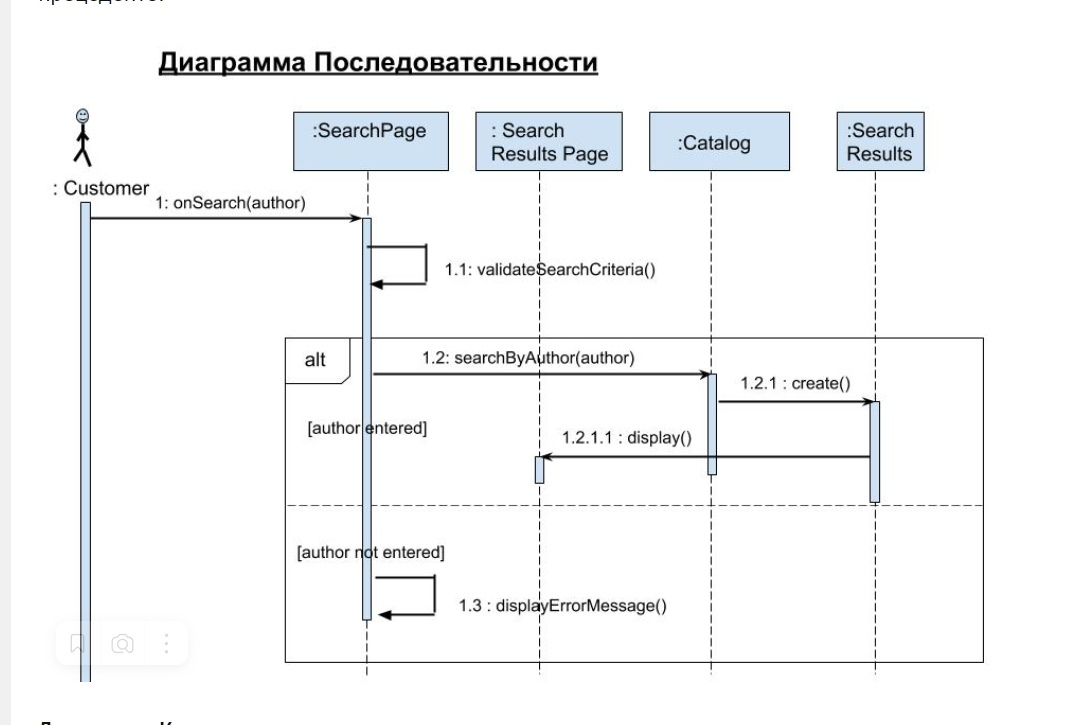 Диаграмма Последовательности
:SearchPage
: Search
Results Page
:Catalog
:Search
Results
: Customer
1: onSearch(author)
1.1: validateSearchCriteria()
alt
1.2: searchByAuthor(author)
1.2.1 : create()
[author entered]
1.2.1.1 : display()
[author not entered]
1.3 : displayErrorMessage()